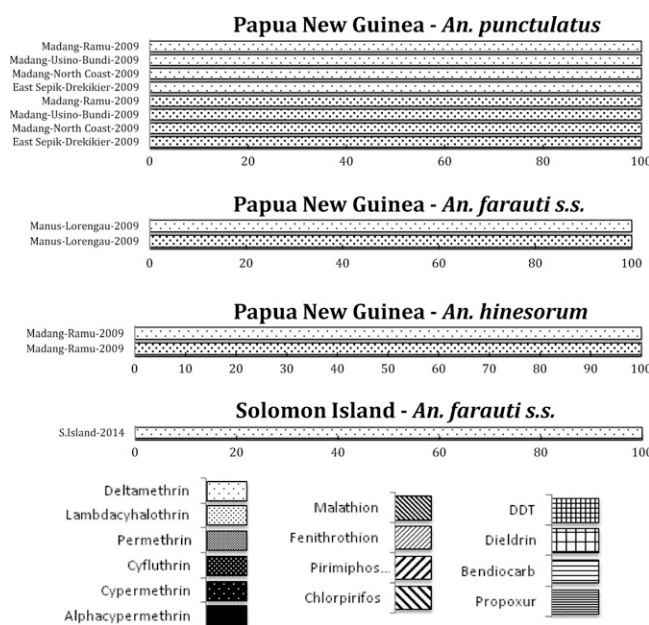 Papua New Guinea - An. punctulatus
Madang-Ramu-2009
Madang-Usino-Bundi-2009
Madang-North Coast-2009
East Sepik-Drekikier-2009
Madang-Ramu-2009
Madang-Usino-Bundi-2009
Madang-North Coast-2009
East Sepik-Drekikier-2009
0 20 40 60 80 100
Papua New Guinea - An. farauti s.s.
Manus-Lorengau-2009
Manus-Lorengau-2009
0 20 40 60 80 100
Papua New Guinea - An. hinesorum
Madang-Ramu-2009
Madang-Ramu-2009
0 10 20 30 40 50 60 70 80 90 100
Solomon Island - An. farauti s.s.
S.Island-2014
0 20 40 60 80 100
Deltamethrin
Lambdacyhalothrin
Permethrin
Cyfluthrin
Cypermethrin
Alphacypermethrin
Malathion
Fenithrothion
Pirimiphos...
Chlorpirifos
DDT
Dieldrin
Bendiocarb
Propoxur